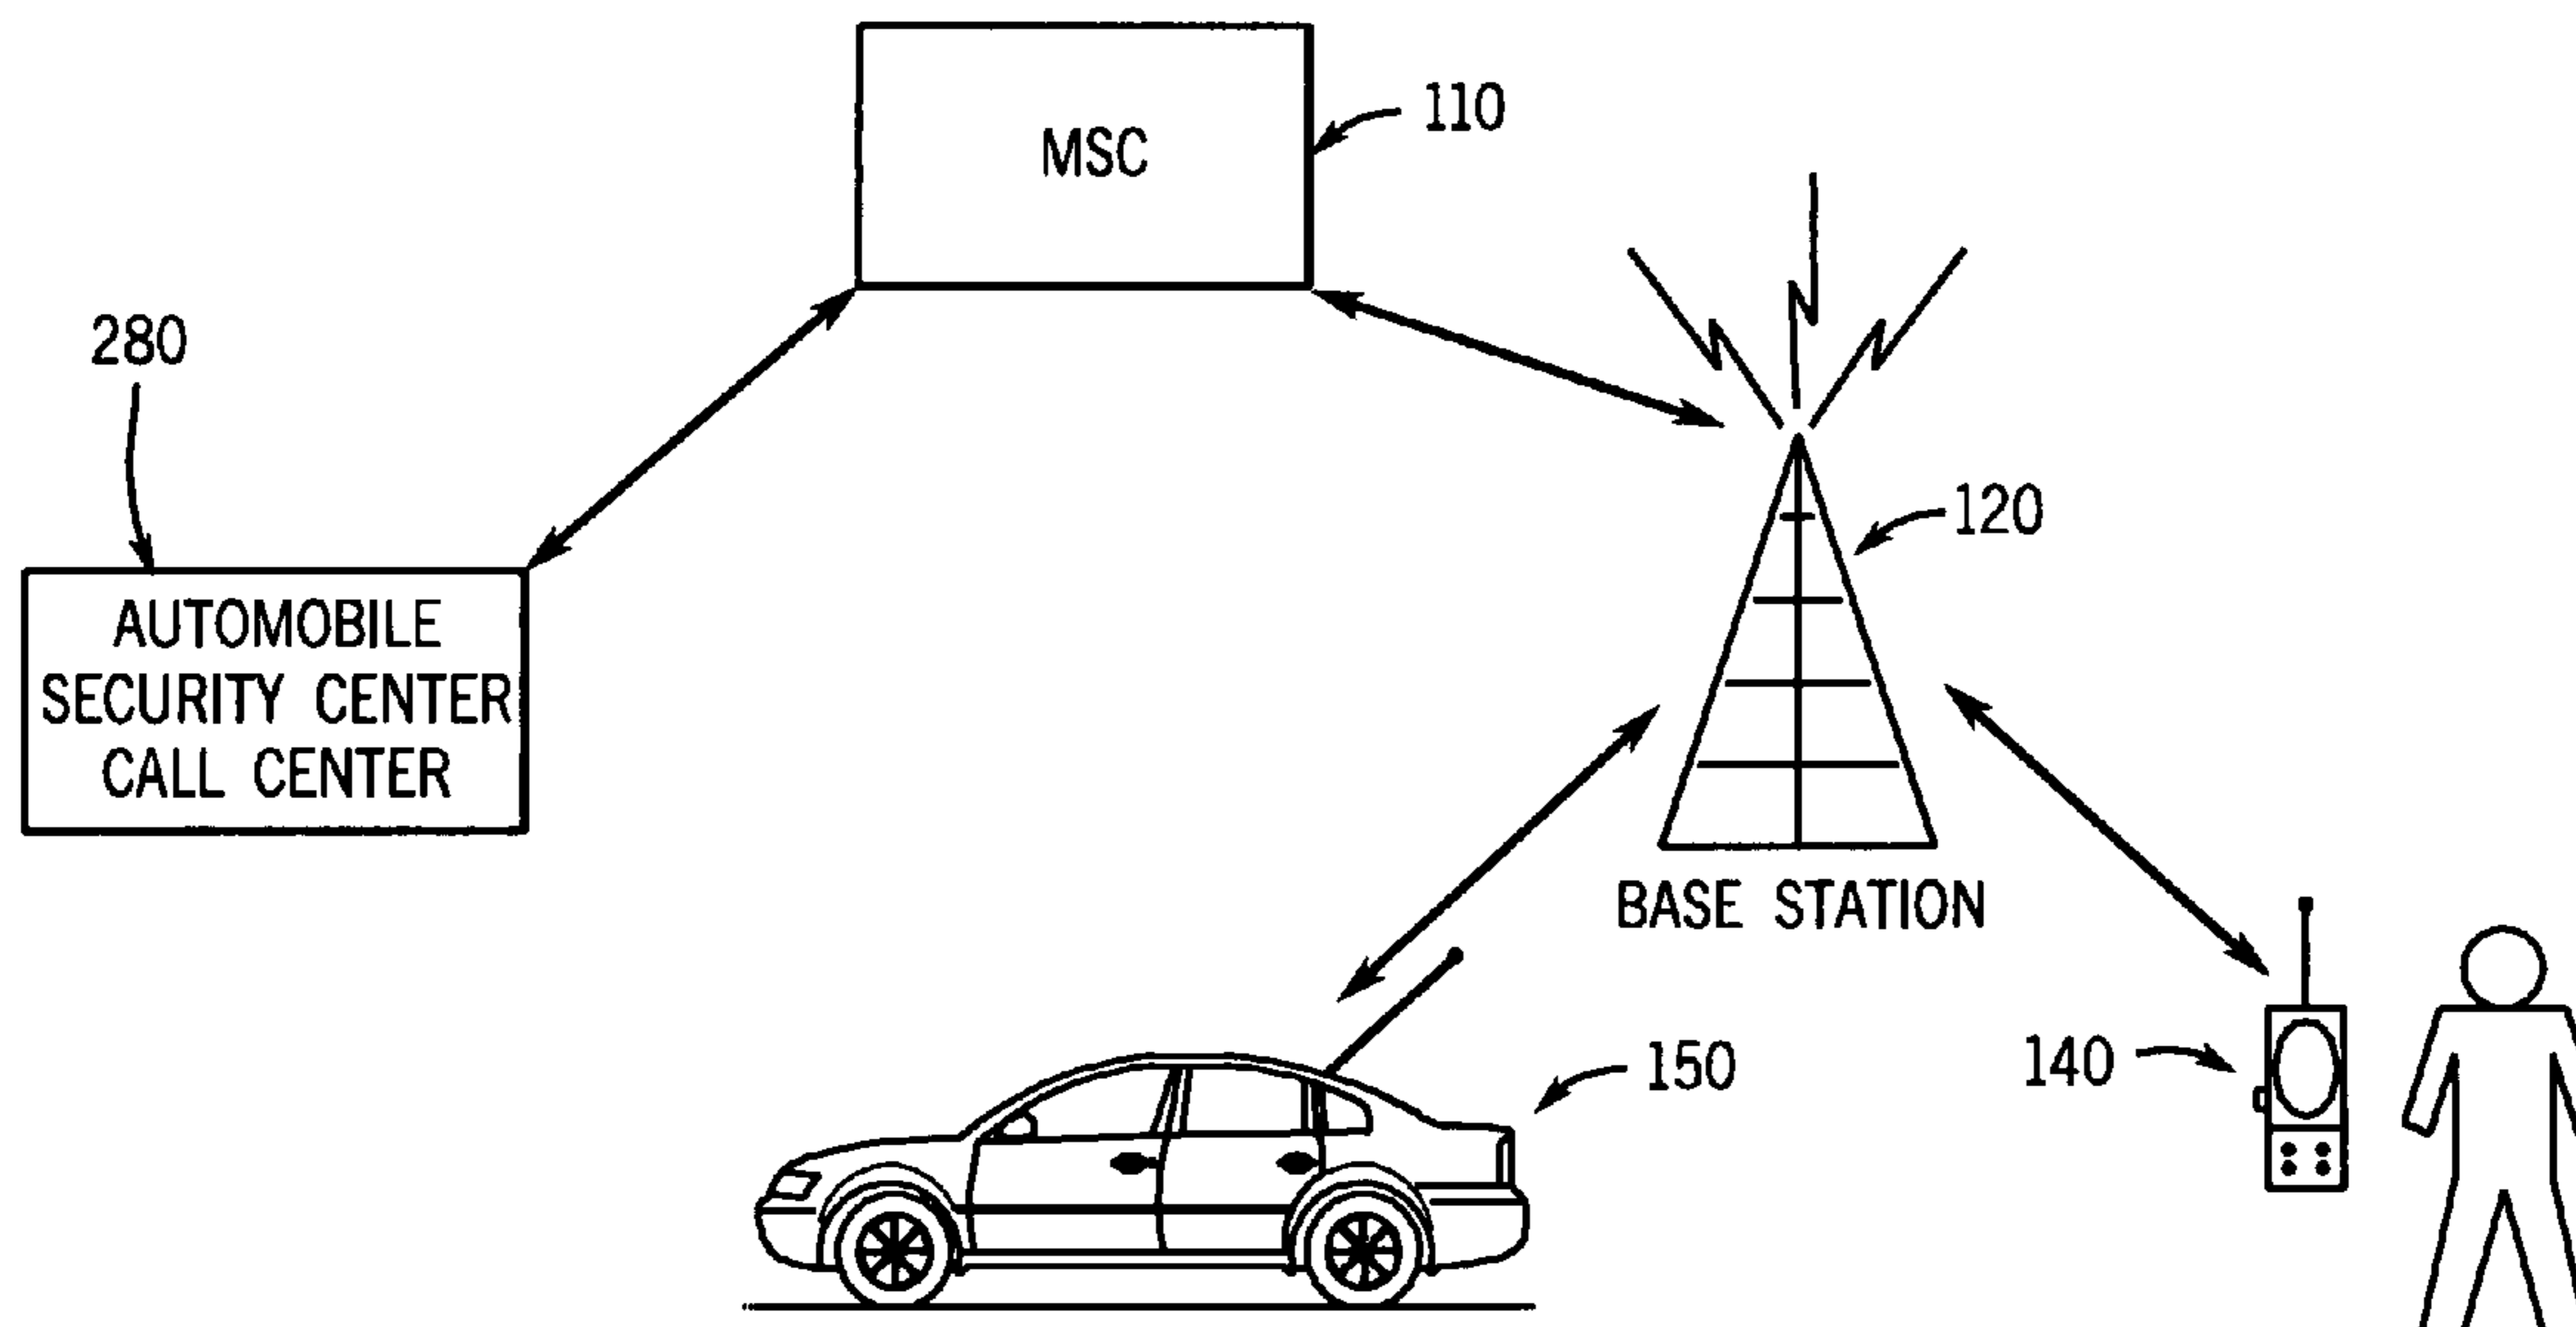 MSC
110
280
AUTOMOBILE
SECURITY CENTER
CALL CENTER
120
BASE STATION
150
140